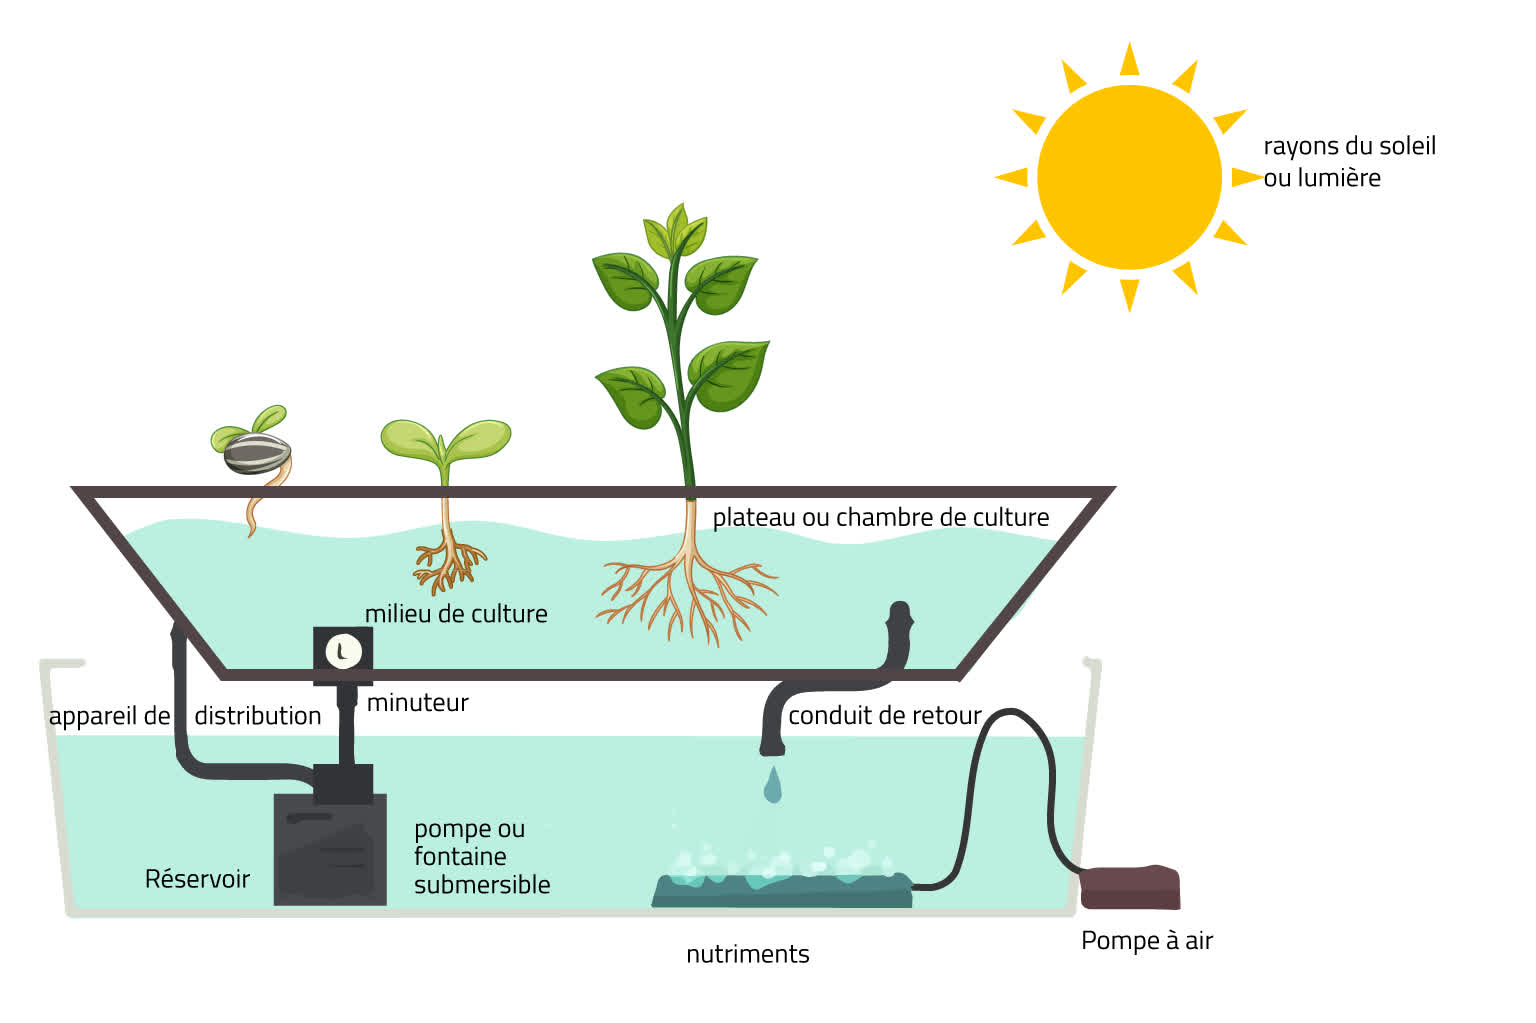 rayons du soleil
ou lumière
plateau ou chambre de culture
milieu de culture
minuteur
appareil de distribution
conduit de retour
pompe ou
fontaine
submersible
Réservoir
Pompe à air
nutriments